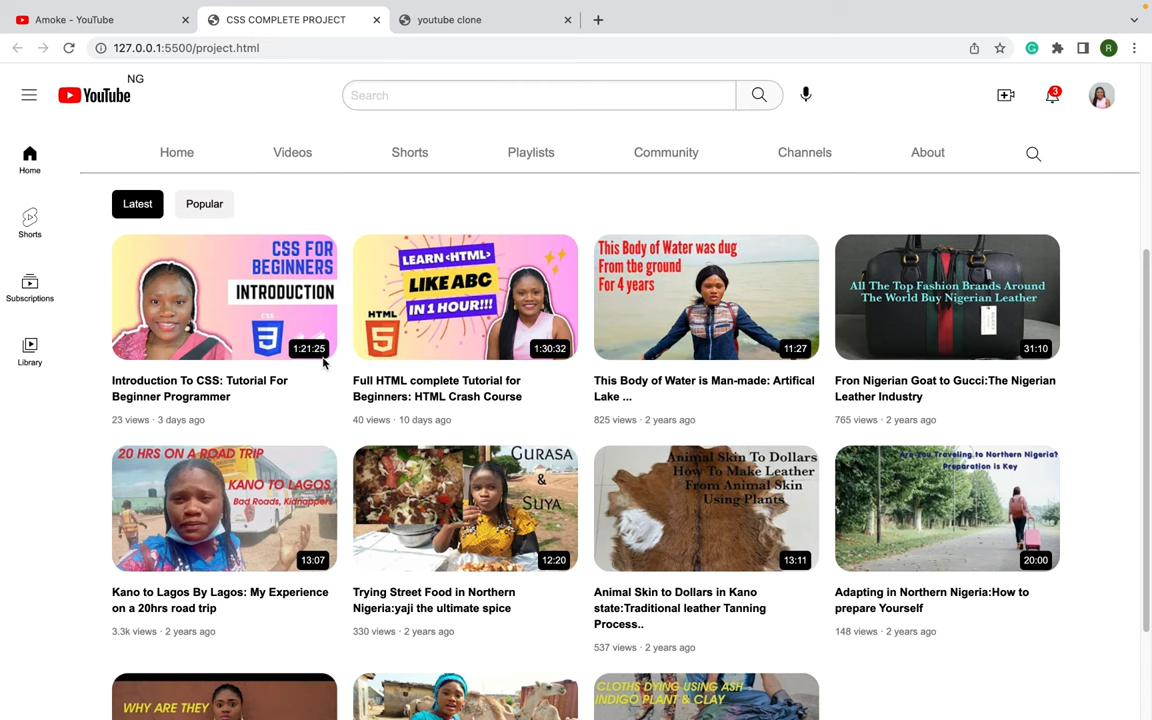 Amoke - YouTube
CSS COMPLETE PROJECT
youtube clone
127.0.0.1:5500/project.html
YouTube NG
Search
3
R
Home Videos Shorts Playlists Community Channels About
Home
Shorts
Subscriptions
Library
Latest Popular
CSS FOR
BEGINNERS
INTRODUCTION
CSS
3
1:21:25
Introduction To CSS: Tutorial For
Beginner Programmer
23 views · 3 days ago
LEARN <HTML>
LIKE ABC
IN 1 HOUR!!!
HTML
5
1:30:32
Full HTML complete Tutorial for
Beginners: HTML Crash Course
40 views · 10 days ago
This Body of Water was dug
From the ground
For 4 years
11:27
This Body of Water is Man-made: Artifical
Lake ...
825 views · 2 years ago
All The Top Fashion Brands Around
The World Buy Nigerian Leather
31:10
Fron Nigerian Goat to Gucci:The Nigerian
Leather Industry
765 views · 2 years ago
20 HRS ON A ROAD TRIP
KANO TO LAGOS
Bad Roads, Kidnappers
13:07
Kano to Lagos By Lagos: My Experience
on a 20hrs road trip
3.3k views · 2 years ago
GURASA
&
SUYA
12:20
Trying Street Food in Northern
Nigeria:yaji the ultimate spice
330 views · 2 years ago
Animal Skin To Dollars
How To Make Leather
From Animal Skin
Using Plants
13:11
Animal Skin to Dollars in Kano
state:Traditional leather Tanning
Process..
537 views · 2 years ago
Are You Traveling to Northern Nigeria?
Preparation is Key
20:00
Adapting in Northern Nigeria:How to
prepare Yourself
148 views · 2 years ago
WHY ARE THEY
CLOTHS DYING USING ASH
INDIGO PLANT & CLAY